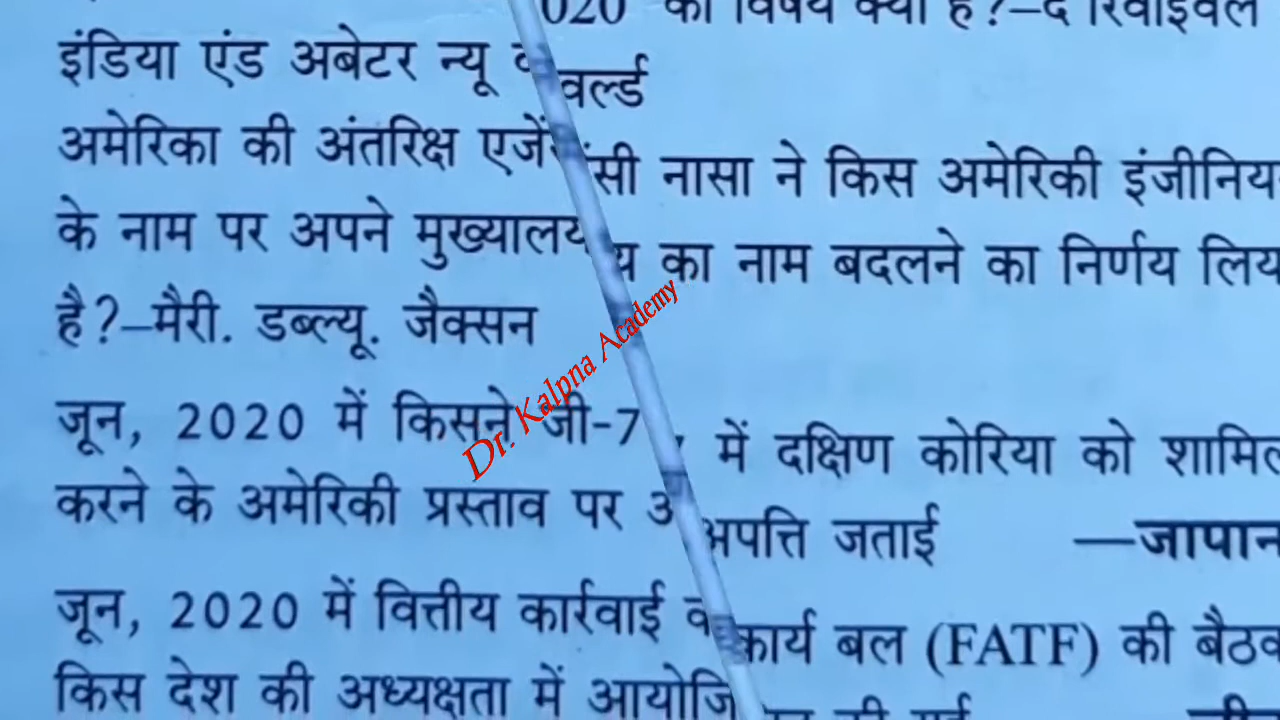 020 का विषय क्या है?–द रिवाइवल
इंडिया एंड अबेटर न्यू वर्ल्ड
अमेरिका की अंतरिक्ष एजेंसी नासा ने किस अमेरिकी इंजीनिय
के नाम पर अपने मुख्यालय का नाम बदलने का निर्णय लिय
है?–मैरी. डब्ल्यू. जैक्सन
जून, 2020 में किसने जी-7 में दक्षिण कोरिया को शामिल
करने के अमेरिकी प्रस्ताव पर अपत्ति जताई —जापान
जून, 2020 में वित्तीय कार्रवाई कार्य बल (FATF) की बैठक
किस देश की अध्यक्षता में आयोजि
Dr. Kalpna Academy